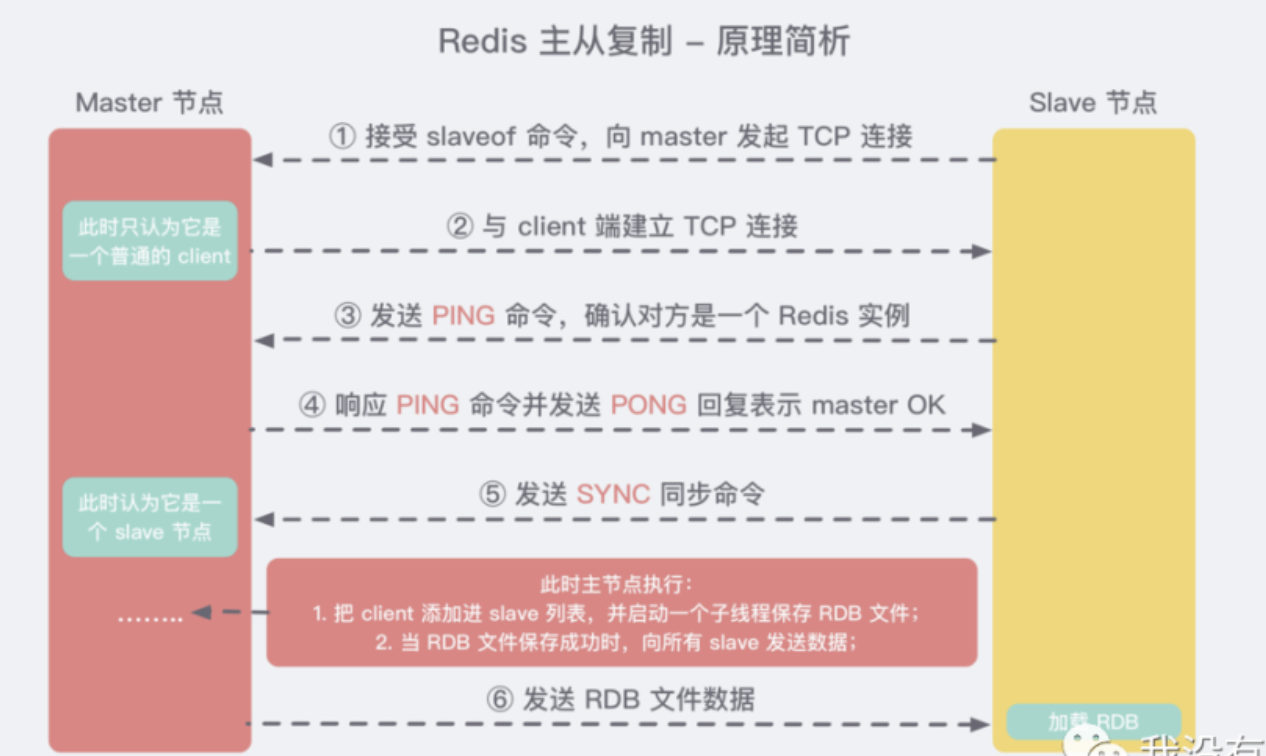 Redis 主从复制 – 原理简析
Master 节点
Slave 节点
① 接受 slaveof 命令，向 master 发起 TCP 连接
此时只认为它是
一个普通的 client
② 与 client 端建立 TCP 连接
③ 发送 PING 命令，确认对方是一个 Redis 实例
④ 响应 PING 命令并发送 PONG 回复表示 master OK
⑤ 发送 SYNC 同步命令
此时认为它是一
个 slave 节点
此时主节点执行：
1. 把 client 添加进 slave 列表，并启动一个子线程保存 RDB 文件；
2. 当 RDB 文件保存成功时，向所有 slave 发送数据；
........
⑥ 发送 RDB 文件数据
加载 RDB
我没有